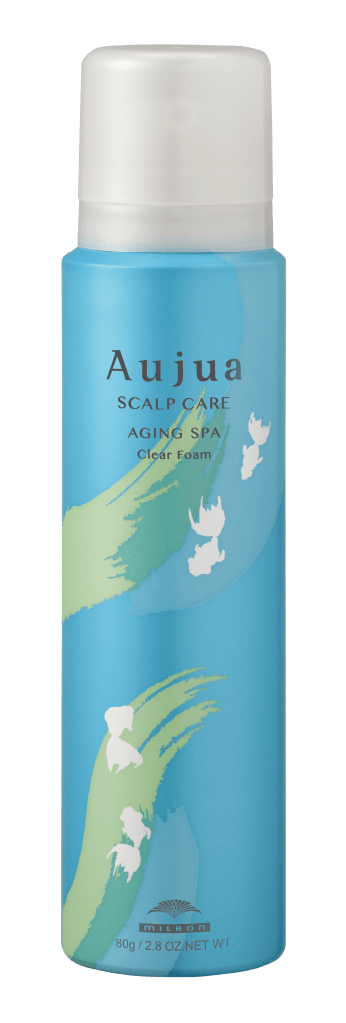 Aujua
SCALP CARE
AGING SPA
Clear Foam
MILBON
80g / 2.8 OZ.NET WT.